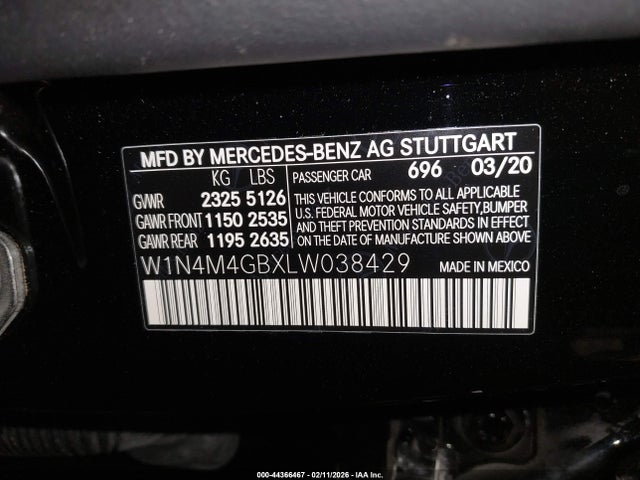 MFD BY MERCEDES-BENZ AG STUTTGART
KG LBS PASSENGER CAR 696 03/20
GVWR 2325 5126
GAWR FRONT 1150 2535
GAWR REAR 1195 2635
THIS VEHICLE CONFORMS TO ALL APPLICABLE
U.S. FEDERAL MOTOR VEHICLE SAFETY,BUMPER
AND THEFT PREVENTION STANDARDS IN EFFECT
ON THE DATE OF MANUFACTURE SHOWN ABOVE.
W1N4M4GBXLW038429 MADE IN MEXICO
000-44366467 - 02/11/2026 - IAA Inc.